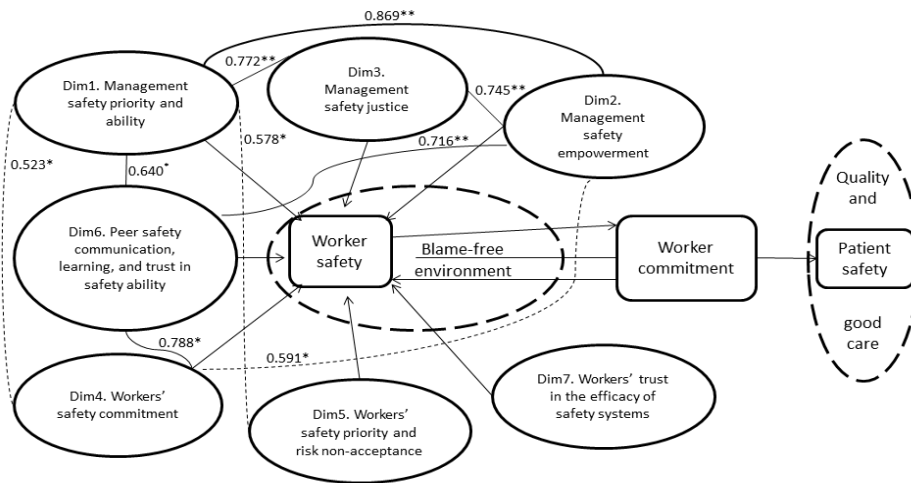 0.869**
0.772**
Dim1. Management
safety priority and
ability
Dim3.
Management
safety justice
0.745**
Dim2.
Management
safety
empowerment
0.578*
0.716**
0.523*
0.640*
Dim6. Peer safety
communication,
learning, and trust in
safety ability
Worker
safety
Blame-free
environment
Worker
commitment
Quality and
Patient
safety
good
care
0.788*
0.591*
Dim4. Workers'
safety commitment
Dim5. Workers'
safety priority and
risk non-acceptance
Dim7. Workers' trust
in the efficacy of
safety systems